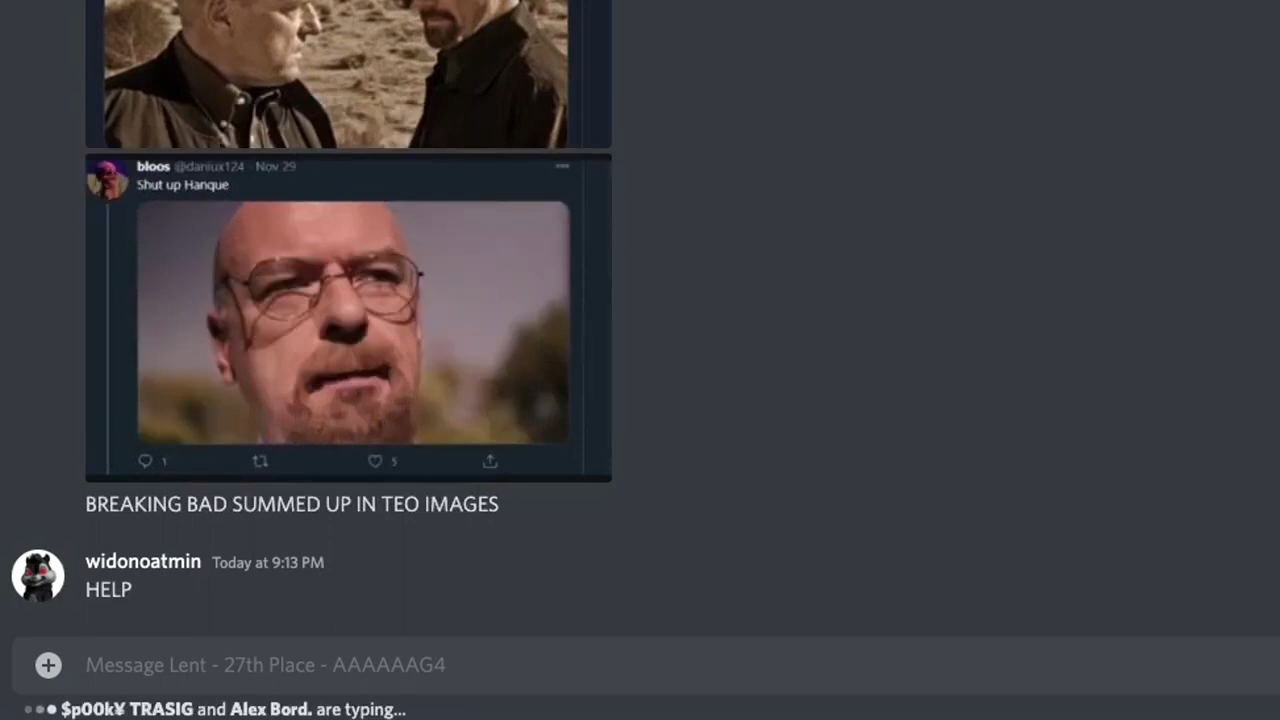 bloos @daniux124 · Nov 29
Shut up Hanque
1
5
BREAKING BAD SUMMED UP IN TEO IMAGES
widonoatmin Today at 9:13 PM
HELP
Message Lent - 27th Place - AAAAAAG4
$p00k¥ TRASIG and Alex Bord. are typing...